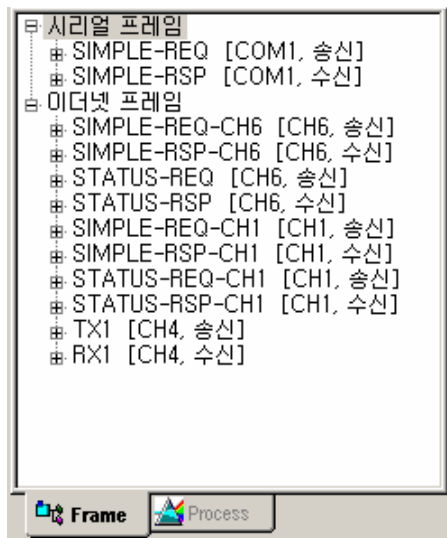 시리얼 프레임
SIMPLE-REQ [COM1, 송신]
SIMPLE-RSP [COM1, 수신]
이더넷 프레임
SIMPLE-REQ-CH6 [CH6, 송신]
SIMPLE-RSP-CH6 [CH6, 수신]
STATUS-REQ [CH6, 송신]
STATUS-RSP [CH6, 수신]
SIMPLE-REQ-CH1 [CH1, 송신]
SIMPLE-RSP-CH1 [CH1, 수신]
STATUS-REQ-CH1 [CH1, 송신]
STATUS-RSP-CH1 [CH1, 수신]
TX1 [CH4, 송신]
RX1 [CH4, 수신]
Frame Process